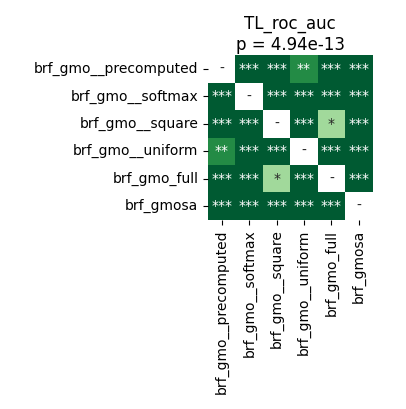 TL_roc_auc
p = 4.94e-13
brf_gmo__precomputed - *** *** ** *** ***
brf_gmo__softmax *** - *** *** *** ***
brf_gmo__square *** *** - *** * ***
brf_gmo__uniform ** *** *** - *** ***
brf_gmo_full *** *** * *** - ***
brf_gmosa *** *** *** *** *** -
brf_gmo__precomputed
brf_gmo__softmax
brf_gmo__square
brf_gmo__uniform
brf_gmo_full
brf_gmosa